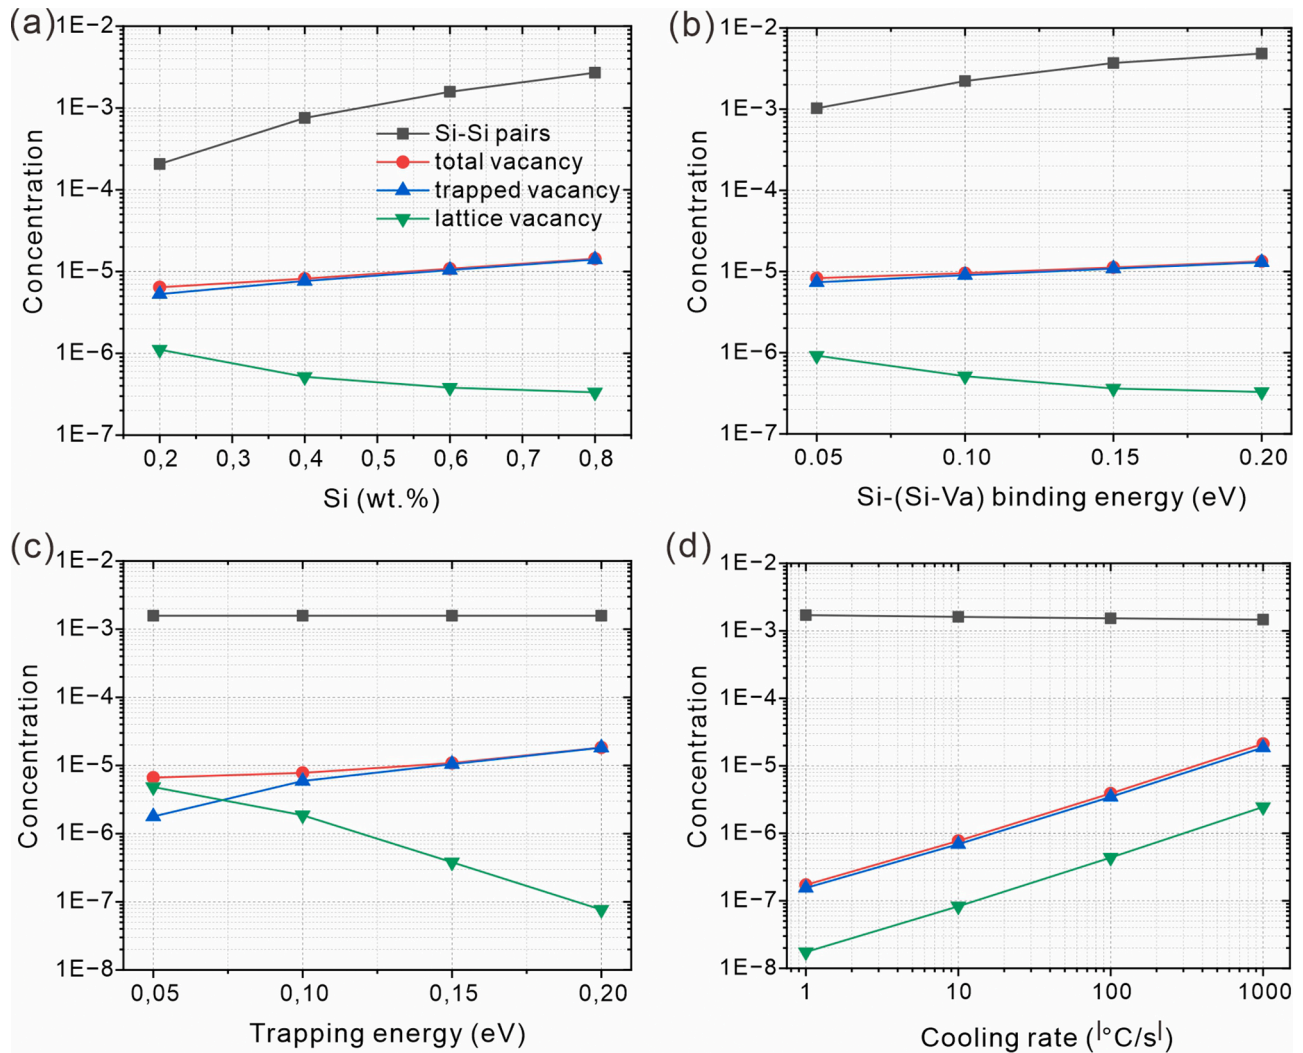 (a)
1E−2
1E−3
1E−4
1E−5
1E−6
1E−7
Concentration
Si-Si pairs
total vacancy
trapped vacancy
lattice vacancy
0,2 0,3 0,4 0,5 0,6 0,7 0,8
Si (wt.%)
(b)
1E−2
1E−3
1E−4
1E−5
1E−6
1E−7
Concentration
0.05 0.10 0.15 0.20
Si-(Si-Va) binding energy (eV)
(c)
1E−2
1E−3
1E−4
1E−5
1E−6
1E−7
1E−8
Concentration
0,05 0,10 0,15 0,20
Trapping energy (eV)
(d)
1E−2
1E−3
1E−4
1E−5
1E−6
1E−7
1E−8
Concentration
1 10 100 1000
Cooling rate (|°C/s|)